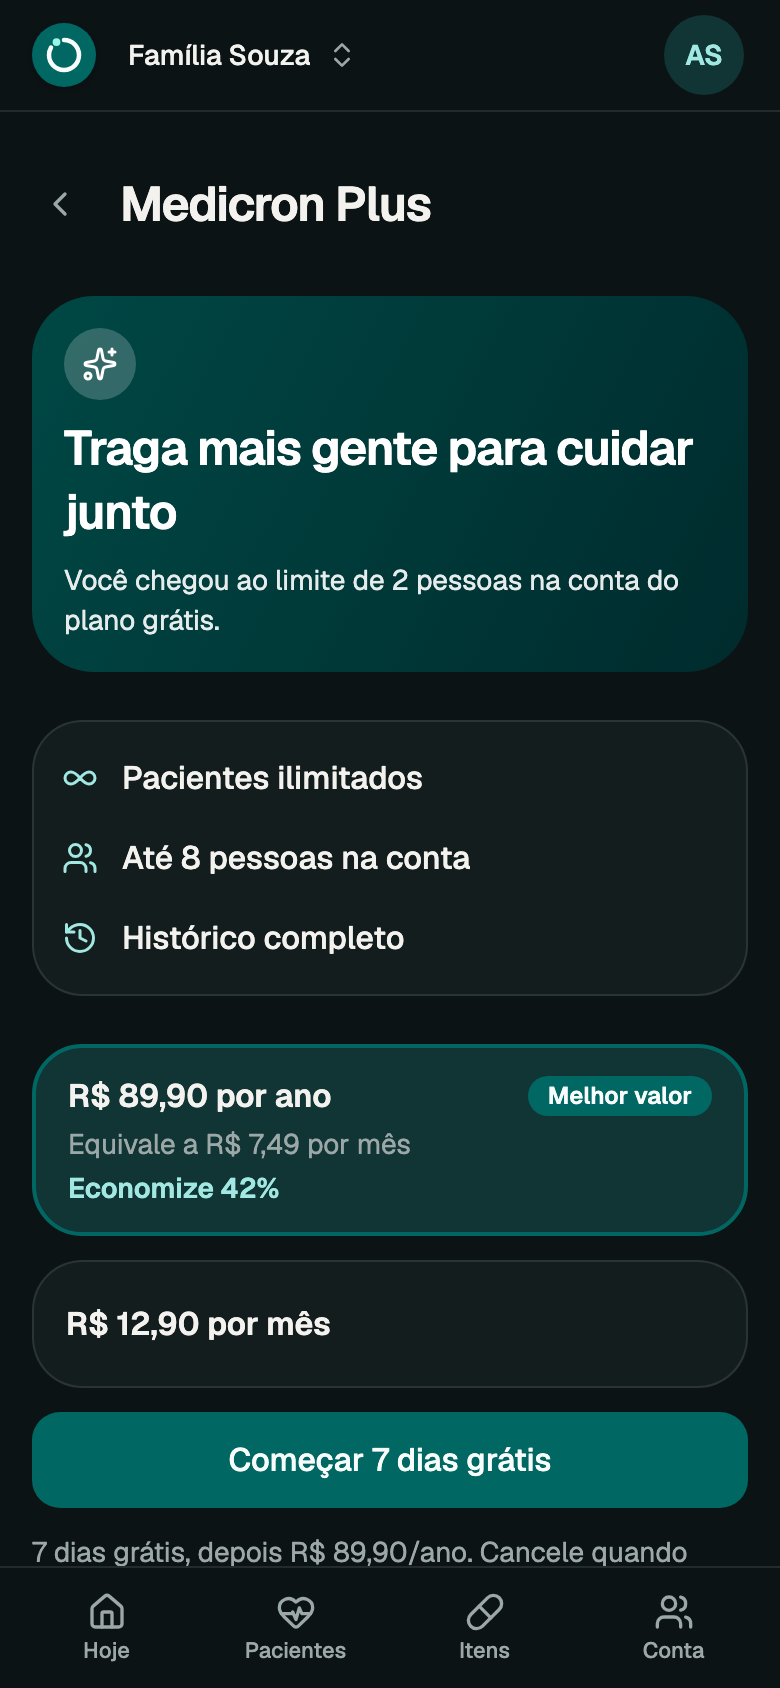 Família Souza
AS
Medicron Plus
Traga mais gente para cuidar
junto
Você chegou ao limite de 2 pessoas na conta do
plano grátis.
Pacientes ilimitados
Até 8 pessoas na conta
Histórico completo
R$ 89,90 por ano
Melhor valor
Equivale a R$ 7,49 por mês
Economize 42%
R$ 12,90 por mês
Começar 7 dias grátis
7 dias grátis, depois R$ 89,90/ano. Cancele quando
Hoje
Pacientes
Itens
Conta